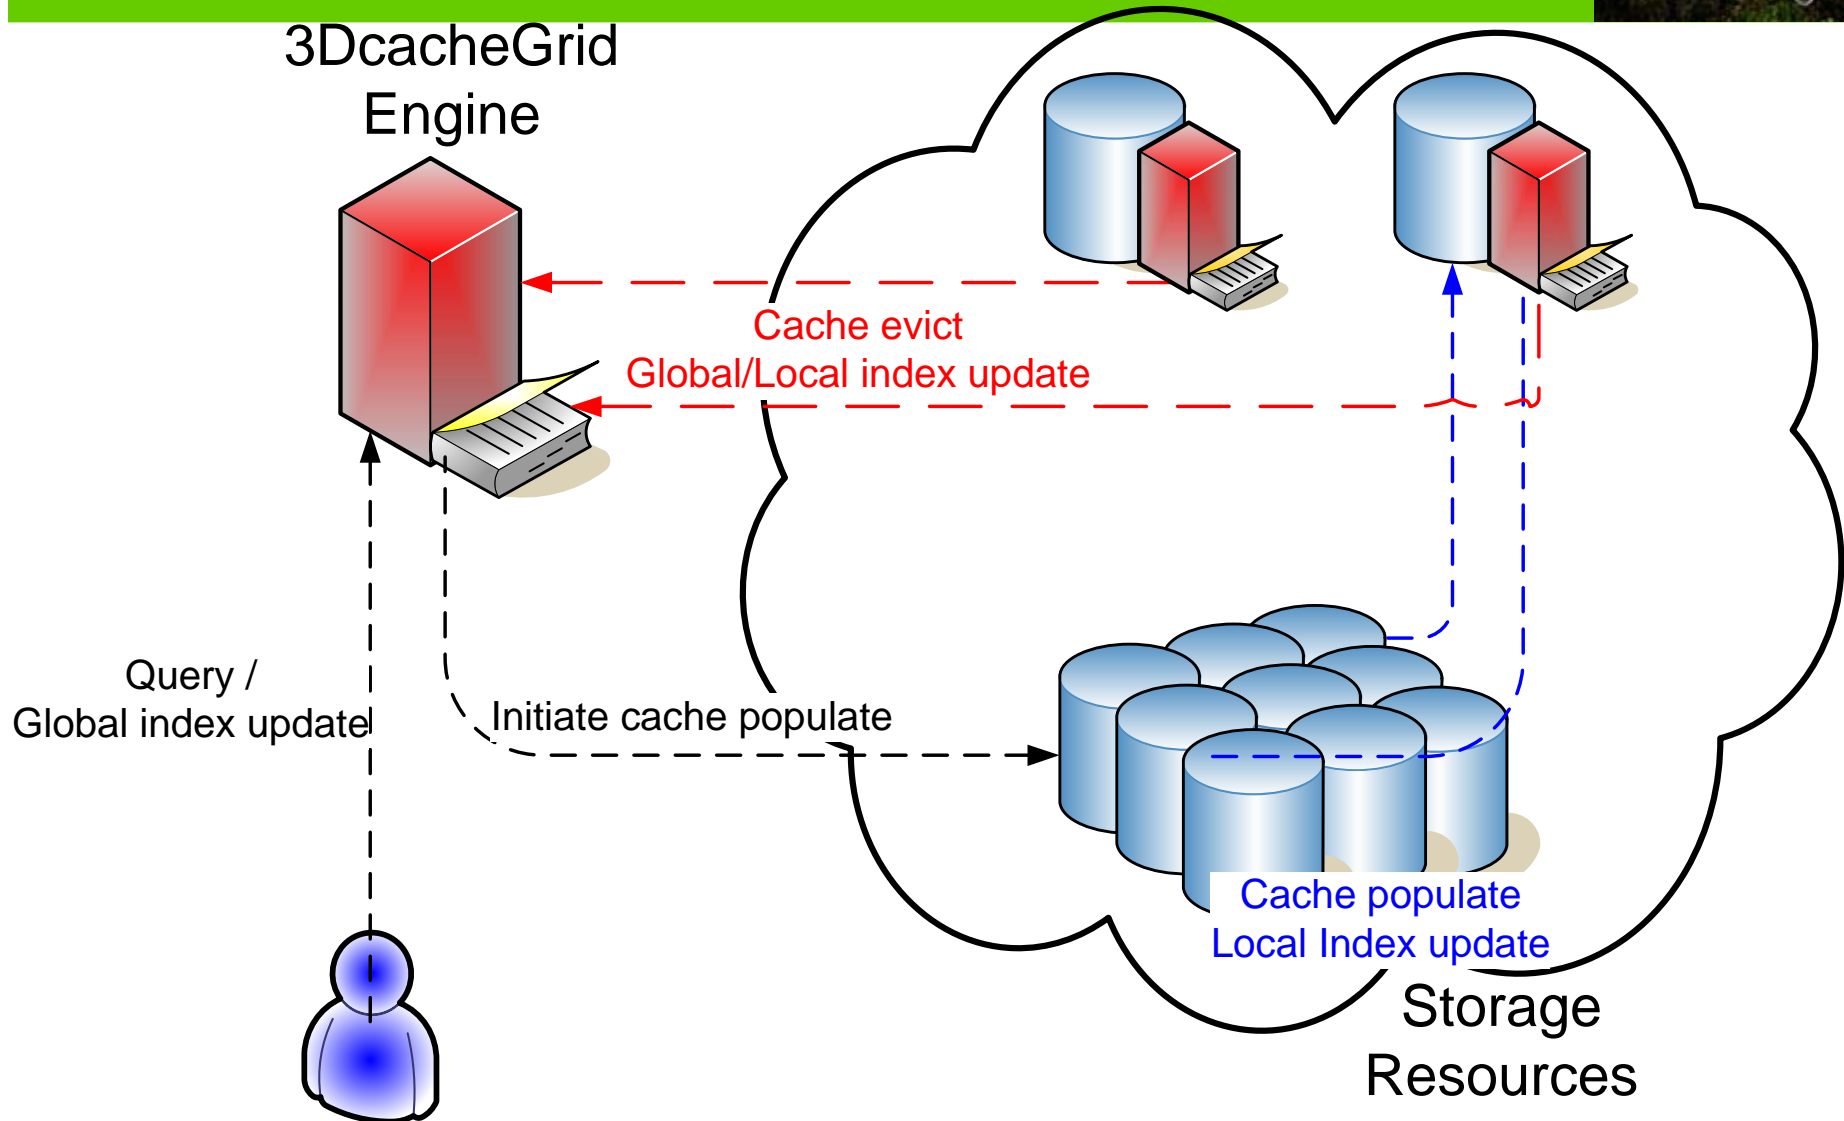 3DcacheGrid
Engine
Cache evict
Global/Local index update
Query /
Global index update
Initiate cache populate
Cache populate
Local Index update
Storage
Resources